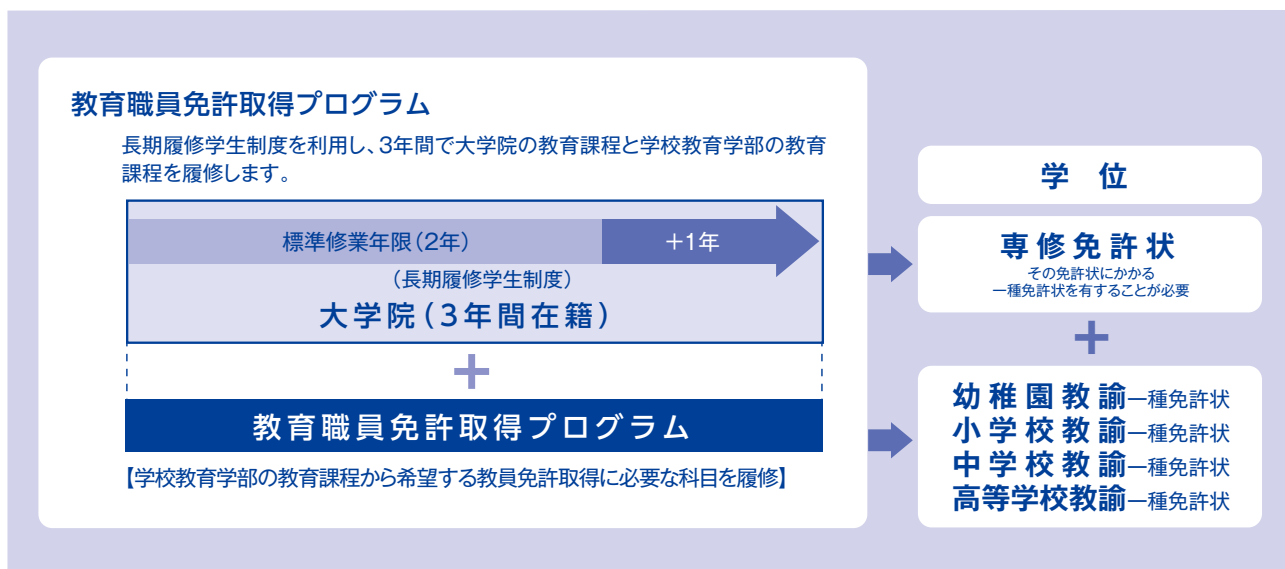 教育職員免許取得プログラム
長期履修学生制度を利用し、3年間で大学院の教育課程と学校教育学部の教育
課程を履修します。
標準修業年限(2年)
+1年
(長期履修学生制度)
大学院(3年間在籍)
+
教育職員免許取得プログラム
【学校教育学部の教育課程から希望する教員免許取得に必要な科目を履修】
学 位
専修免許状
その免許状にかかる
一種免許状を有することが必要
+
幼稚園教諭一種免許状
小学校教諭一種免許状
中学校教諭一種免許状
高等学校教諭一種免許状